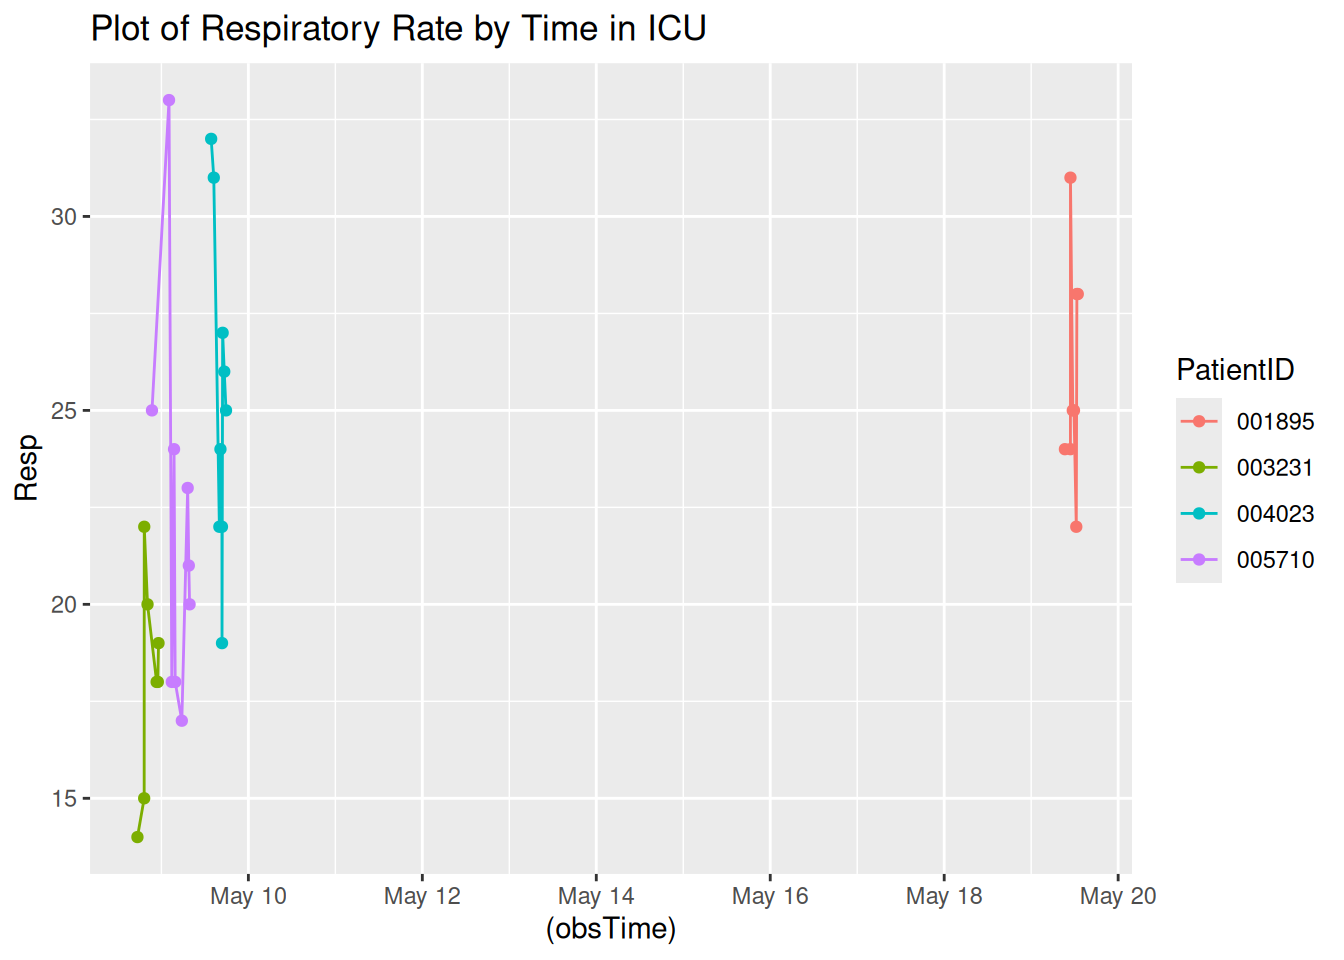 Plot of Respiratory Rate by Time in ICU
30
25
20
15
Resp
May 10 May 12 May 14 May 16 May 18 May 20
(obsTime)
PatientID
001895
003231
004023
005710